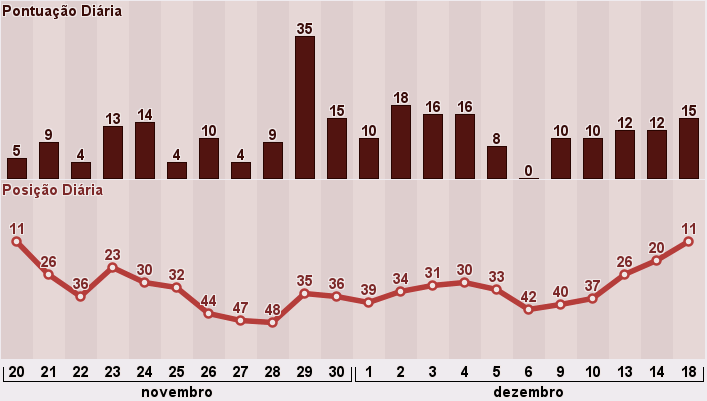 Pontuação Diária
5 9 4 13 14 4 10 4 9 35 15 10 18 16 16 8 0 10 10 12 12 15
Posição Diária
11 26 36 23 30 32 44 47 48 35 36 39 34 31 30 33 42 40 37 26 20 11
20 21 22 23 24 25 26 27 28 29 30 1 2 3 4 5 6 9 10 13 14 18
novembro dezembro